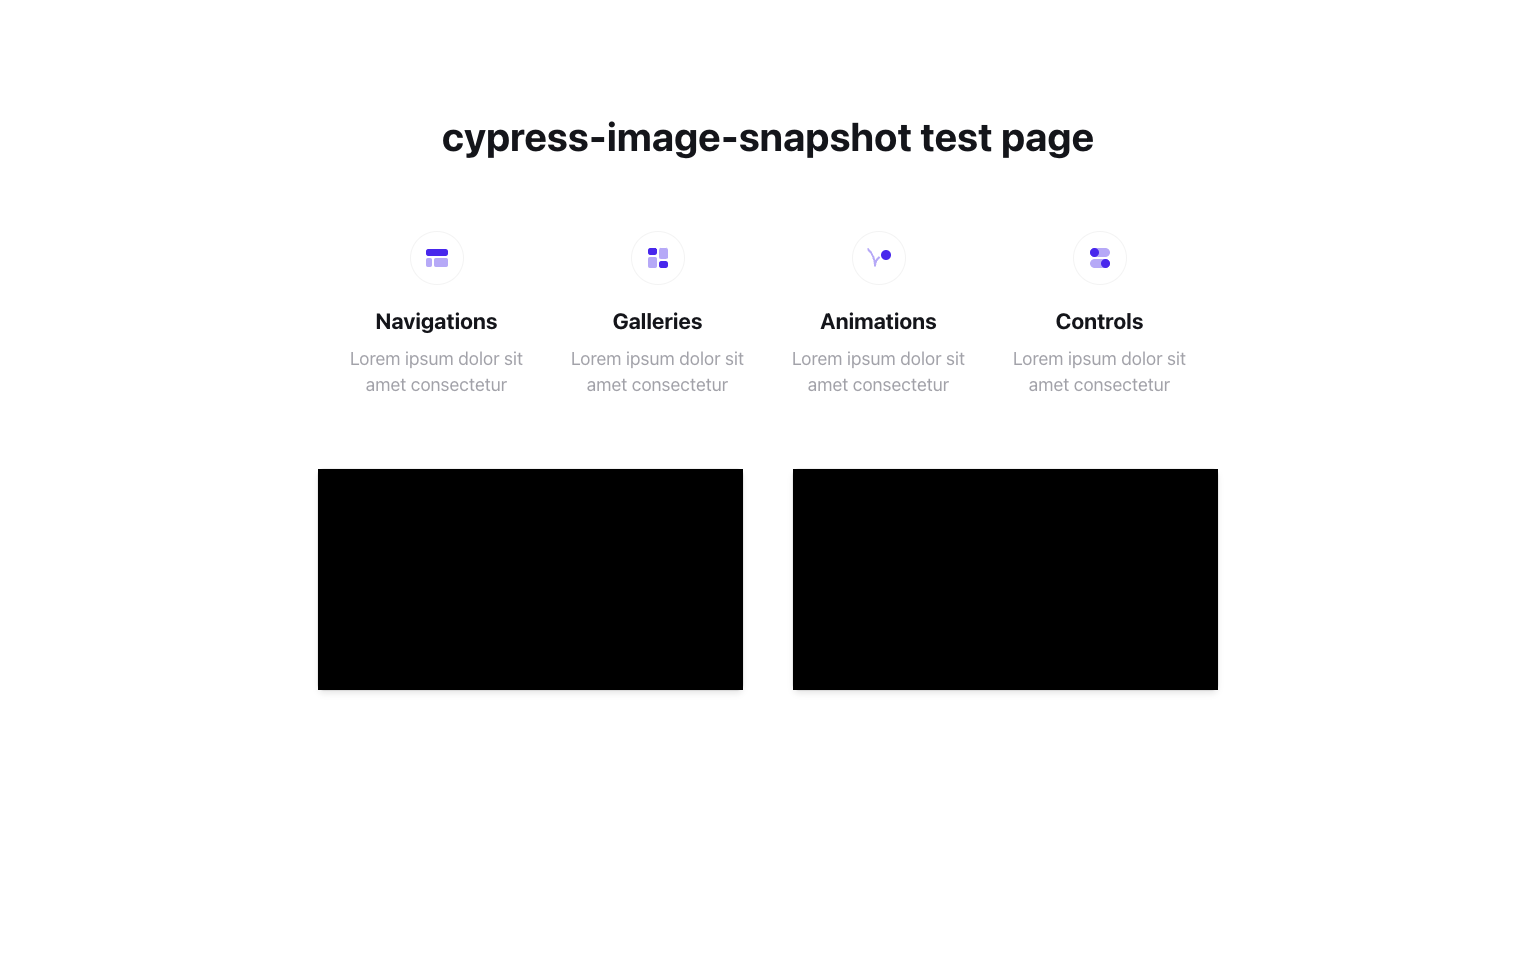 cypress-image-snapshot test page
Navigations
Lorem ipsum dolor sit
amet consectetur
Galleries
Lorem ipsum dolor sit
amet consectetur
Animations
Lorem ipsum dolor sit
amet consectetur
Controls
Lorem ipsum dolor sit
amet consectetur